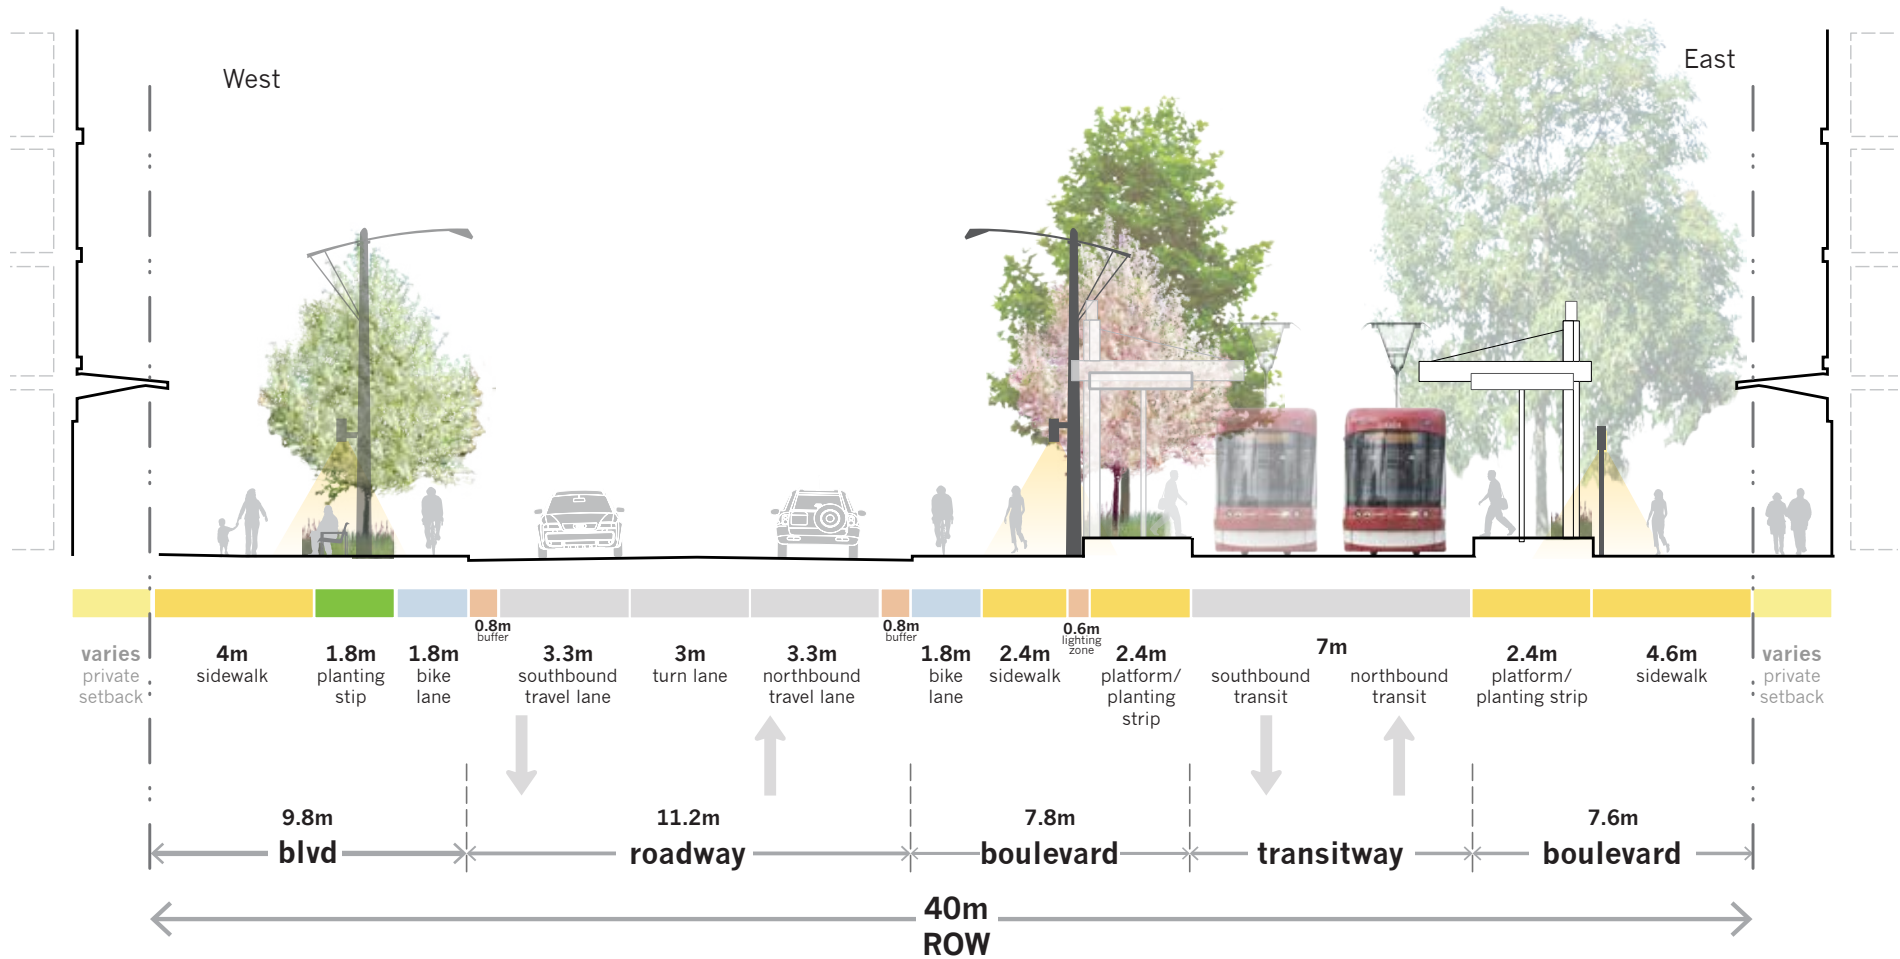 West
East
varies
private
setback
4m
sidewalk
1.8m
planting
stip
1.8m
bike
lane
0.8m
buffer
3.3m
southbound
travel lane
3m
turn lane
3.3m
northbound
travel lane
0.8m
buffer
1.8m
bike
lane
2.4m
sidewalk
0.6m
lighting
zone
2.4m
platform/
planting
strip
7m
southbound
transit
northbound
transit
2.4m
platform/
planting strip
4.6m
sidewalk
varies
private
setback
9.8m
blvd
11.2m
roadway
7.8m
boulevard
transitway
7.6m
boulevard
40m
ROW